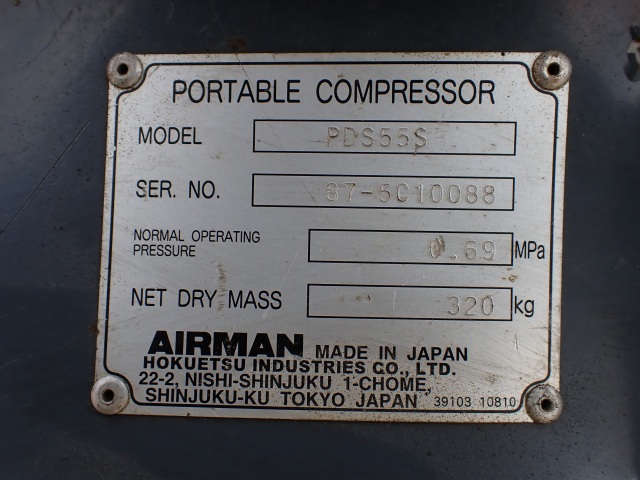 PORTABLE COMPRESSOR
MODEL PDS55S
SER. NO. 67-5C10088
NORMAL OPERATING PRESSURE 0.69 MPa
NET DRY MASS 320 kg
AIRMAN MADE IN JAPAN
HOKUETSU INDUSTRIES CO., LTD.
22-2, NISHI-SHINJUKU 1-CHOME,
SHINJUKU-KU TOKYO JAPAN 39103 10810